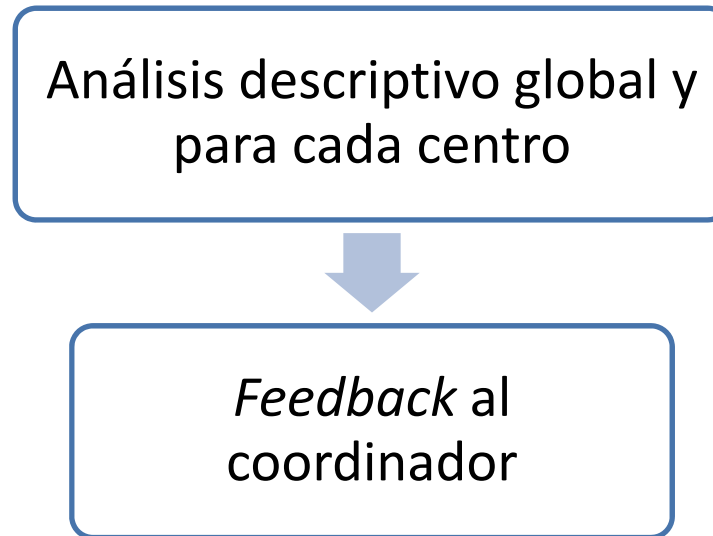 Análisis descriptivo global y
para cada centro
Feedback al
coordinador